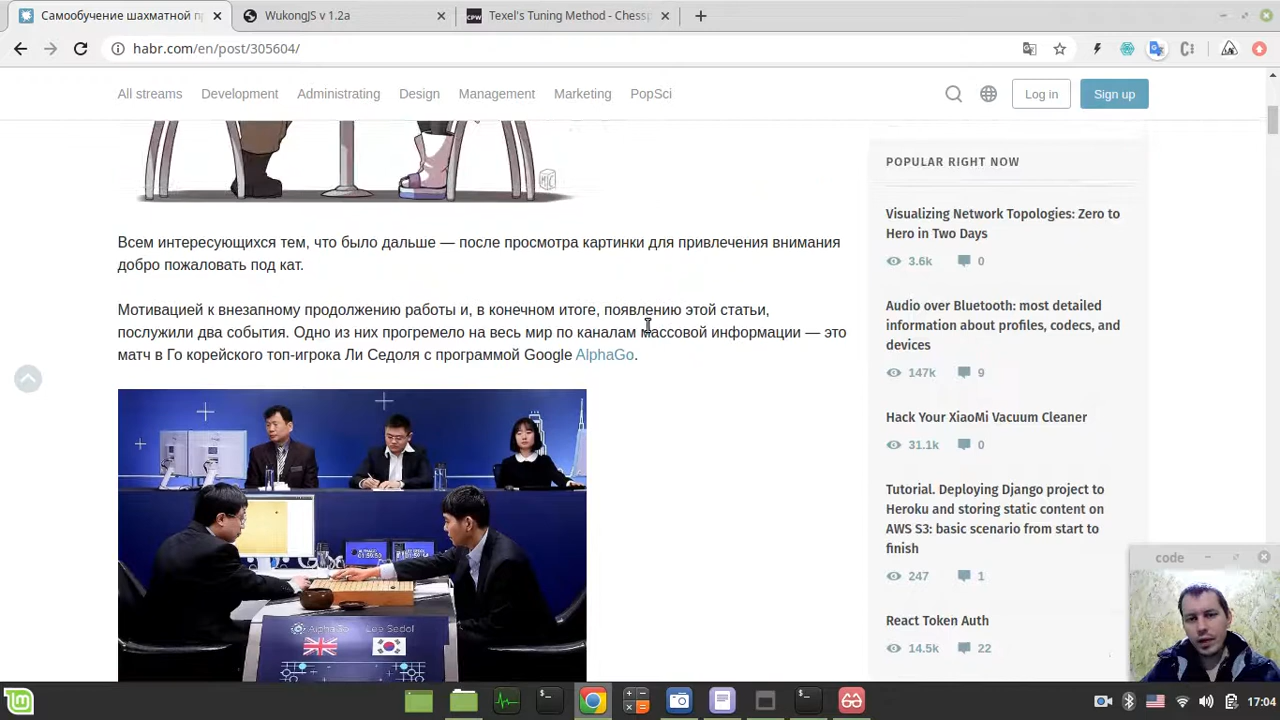 Самообучение шахматной п
WukongJS v 1.2a
Texel's Tuning Method - Chessp
habr.com/en/post/305604/
All streams Development Administrating Design Management Marketing PopSci
Log in
Sign up
POPULAR RIGHT NOW
Visualizing Network Topologies: Zero to
Hero in Two Days
3.6k 0
Audio over Bluetooth: most detailed
information about profiles, codecs, and
devices
147k 9
Hack Your XiaoMi Vacuum Cleaner
31.1k 0
Tutorial. Deploying Django project to
Heroku and storing static content on
AWS S3: basic scenario from start to
finish
247 1
React Token Auth
14.5k 22
Всем интересующихся тем, что было дальше — после просмотра картинки для привлечения внимания
добро пожаловать под кат.
Мотивацией к внезапному продолжению работы и, в конечном итоге, появлению этой статьи,
послужили два события. Одно из них прогремело на весь мир по каналам массовой информации — это
матч в Го корейского топ-игрока Ли Седоля с программой Google AlphaGo.
AlphaGo Lee Sedol
code
17:04